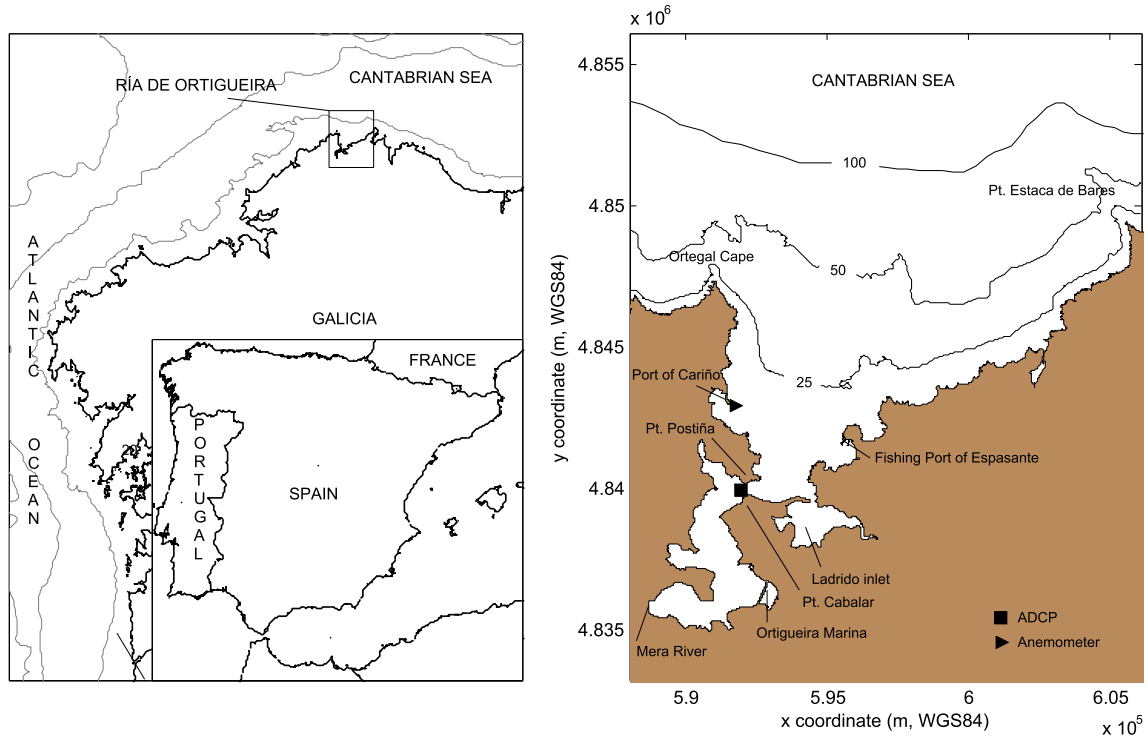 RÍA DE ORTIGUEIRA
CANTABRIAN SEA
ATLANTIC
OCEAN
GALICIA
FRANCE
PORTUGAL
SPAIN
x 10⁶
4.855
4.85
4.845
4.84
4.835
y coordinate (m, WGS84)
CANTABRIAN SEA
100
Pt. Estaca de Bares
Ortegal Cape
50
25
Port of Cariño
Pt. Postiña
Fishing Port of Espasante
Ladrido inlet
Pt. Cabalar
Ortigueira Marina
Mera River
ADCP
Anemometer
5.9
5.95
6
6.05
x coordinate (m, WGS84)
x 10⁵